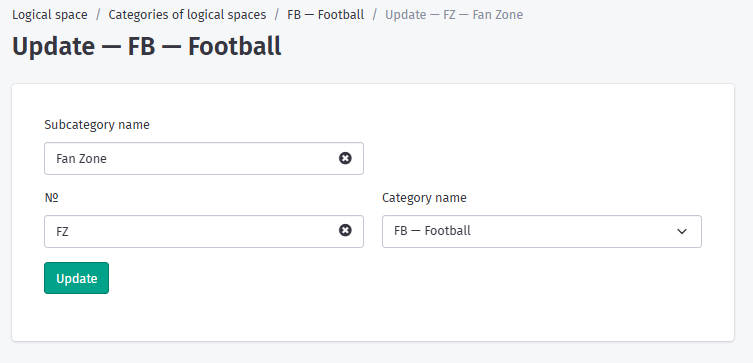 Logical space / Categories of logical spaces / FB — Football / Update — FZ — Fan Zone
Update — FB — Football
Subcategory name
Fan Zone
№ Category name
FZ FB — Football
Update